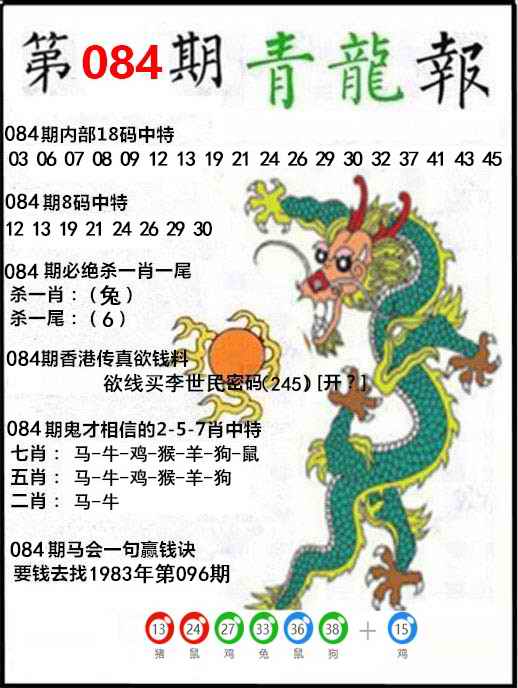 第084期青龍報
084期内部18码中特
03 06 07 08 09 12 13 19 21 24 26 29 30 32 37 41 43 45
084期8码中特
12 13 19 21 24 26 29 30
084期必绝杀一肖一尾
杀一肖：（兔）
杀一尾：（6）
084期香港传真欲钱料
欲线买李世民密码(245)[开？]
084期鬼才相信的2-5-7肖中特
七肖： 马-牛-鸡-猴-羊-狗-鼠
五肖： 马-牛-鸡-猴-羊-狗
二肖： 马-牛
084期马会一句赢钱诀
要钱去找1983年第096期
13 24 27 33 36 38 + 15
猪 鼠 鸡 兔 鼠 狗 鸡